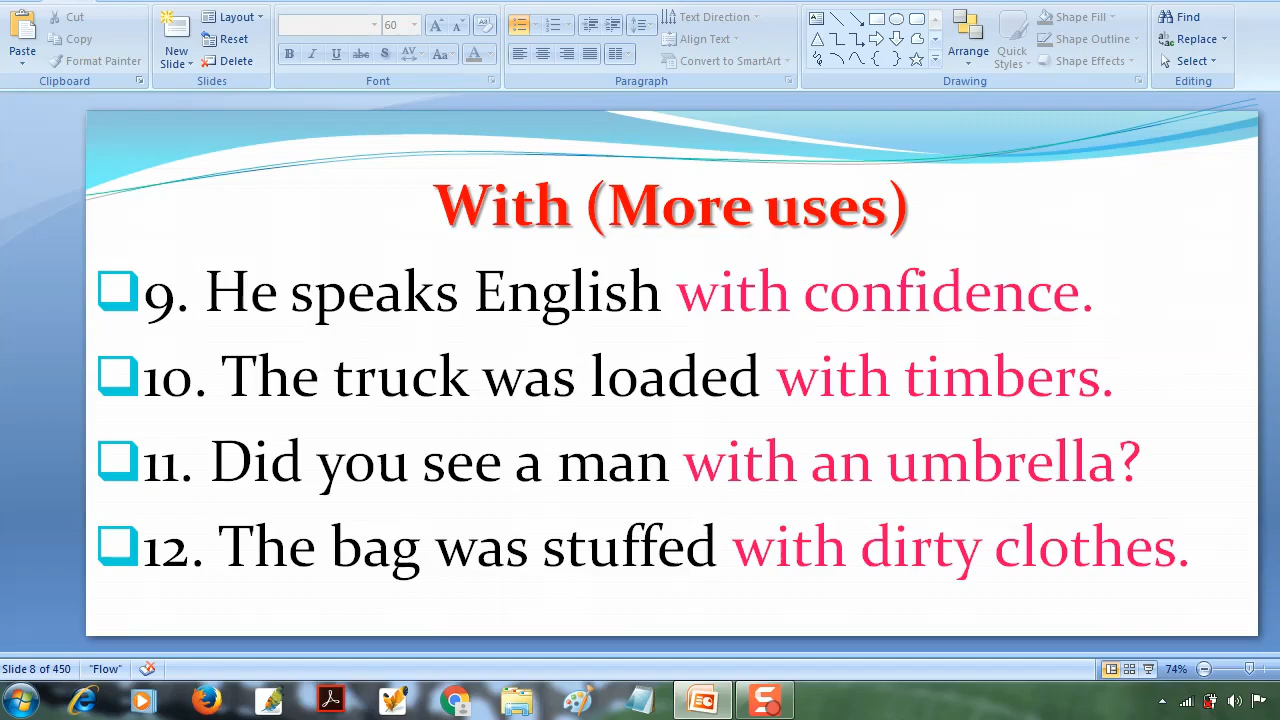 Cut
Copy
Format Painter
Paste
Clipboard
New
Slide
Layout
Reset
Delete
Slides
60
B I U abc S AV Aa A
Font
Text Direction
Align Text
Convert to SmartArt
Paragraph
Arrange
Quick
Styles
Shape Fill
Shape Outline
Shape Effects
Drawing
Find
Replace
Select
Editing
With (More uses)
9. He speaks English with confidence.
10. The truck was loaded with timbers.
11. Did you see a man with an umbrella?
12. The bag was stuffed with dirty clothes.
Slide 8 of 450
"Flow"
74%